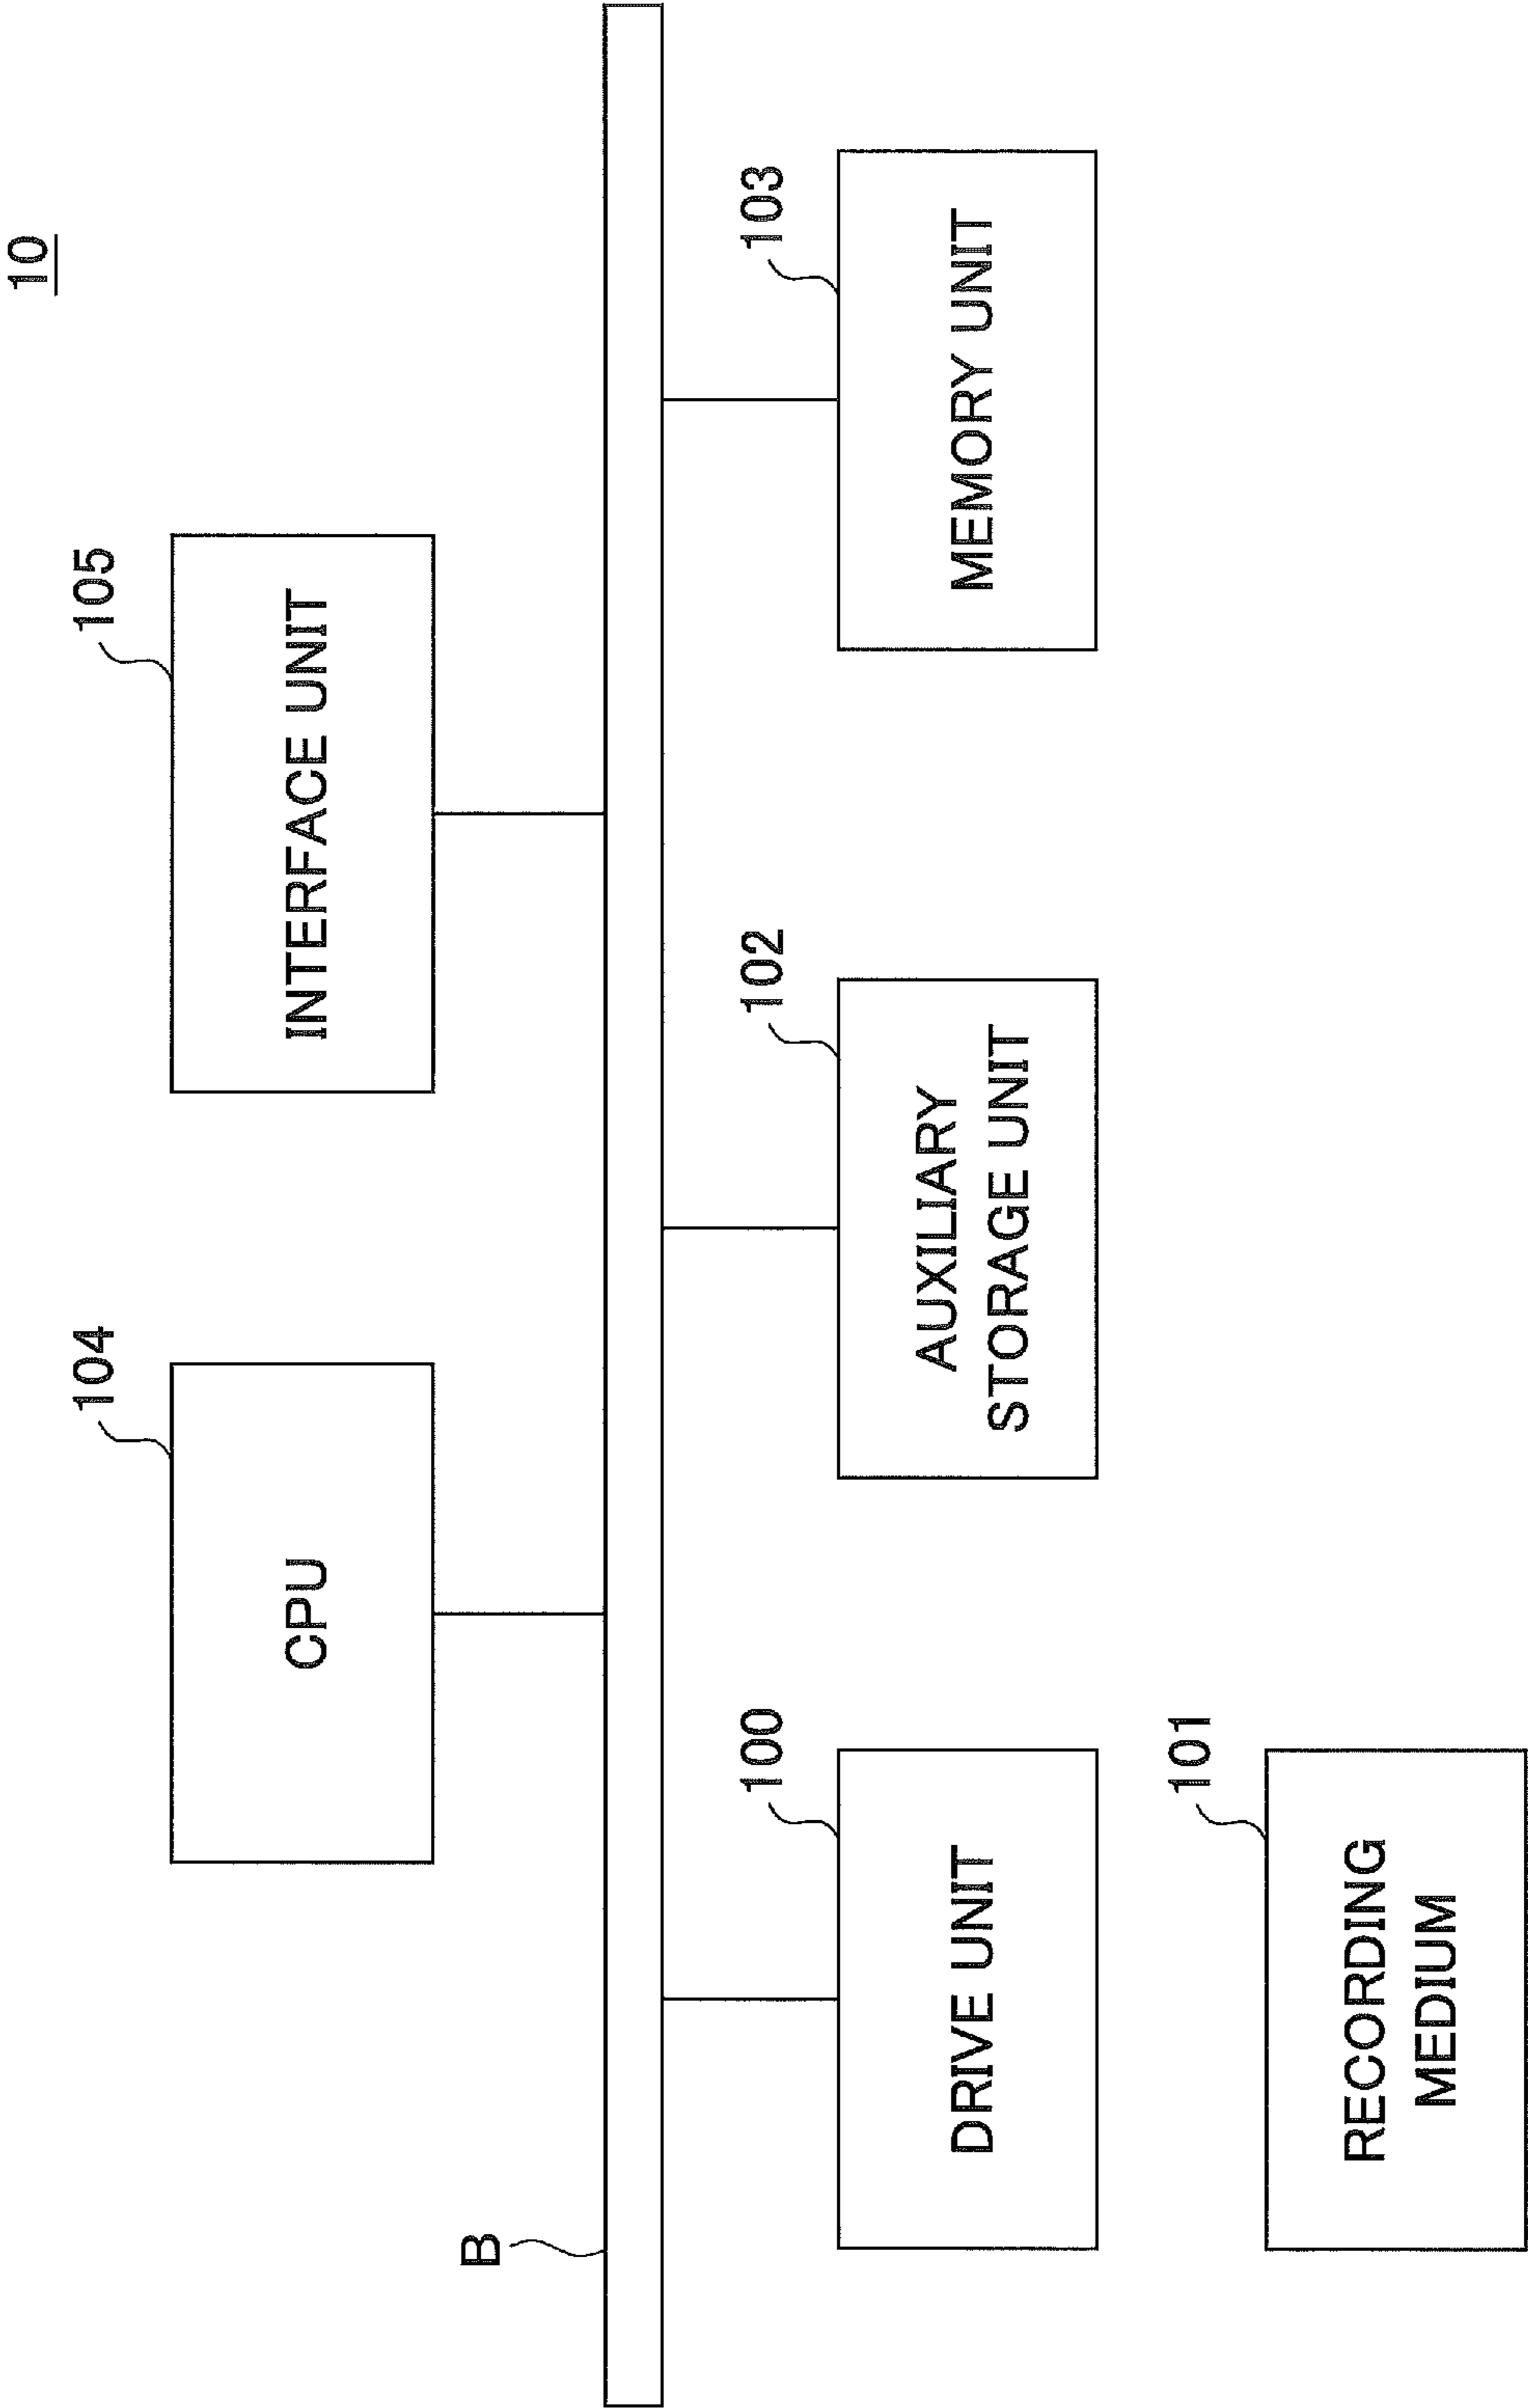 10
104
105
CPU
INTERFACE UNIT
B
100
102
103
DRIVE UNIT
AUXILIARY
STORAGE UNIT
MEMORY UNIT
101
RECORDING
MEDIUM